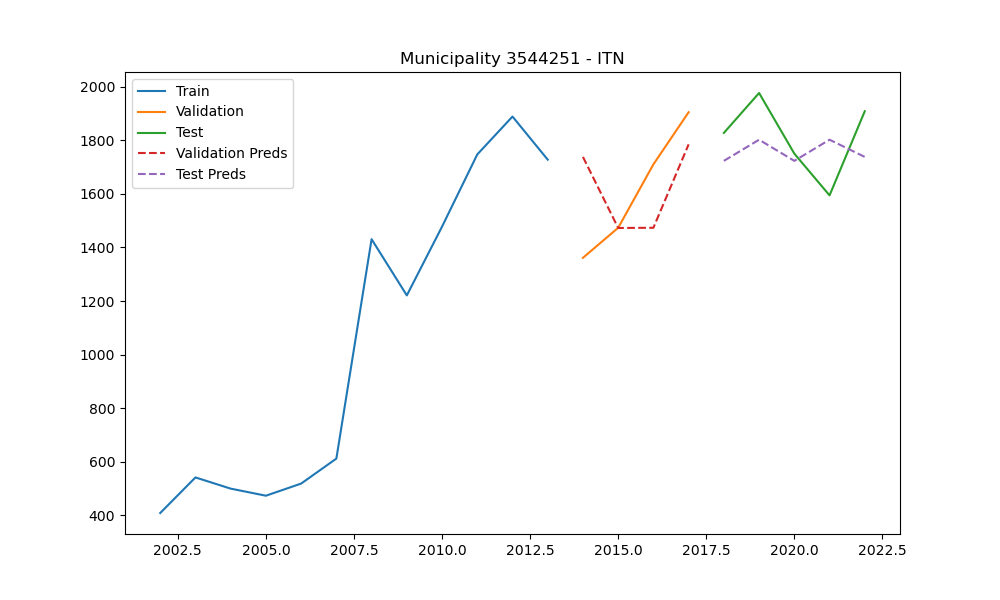 Municipality 3544251 - ITN
Train
Validation
Test
Validation Preds
Test Preds
2000
1800
1600
1400
1200
1000
800
600
400
2002.5 2005.0 2007.5 2010.0 2012.5 2015.0 2017.5 2020.0 2022.5